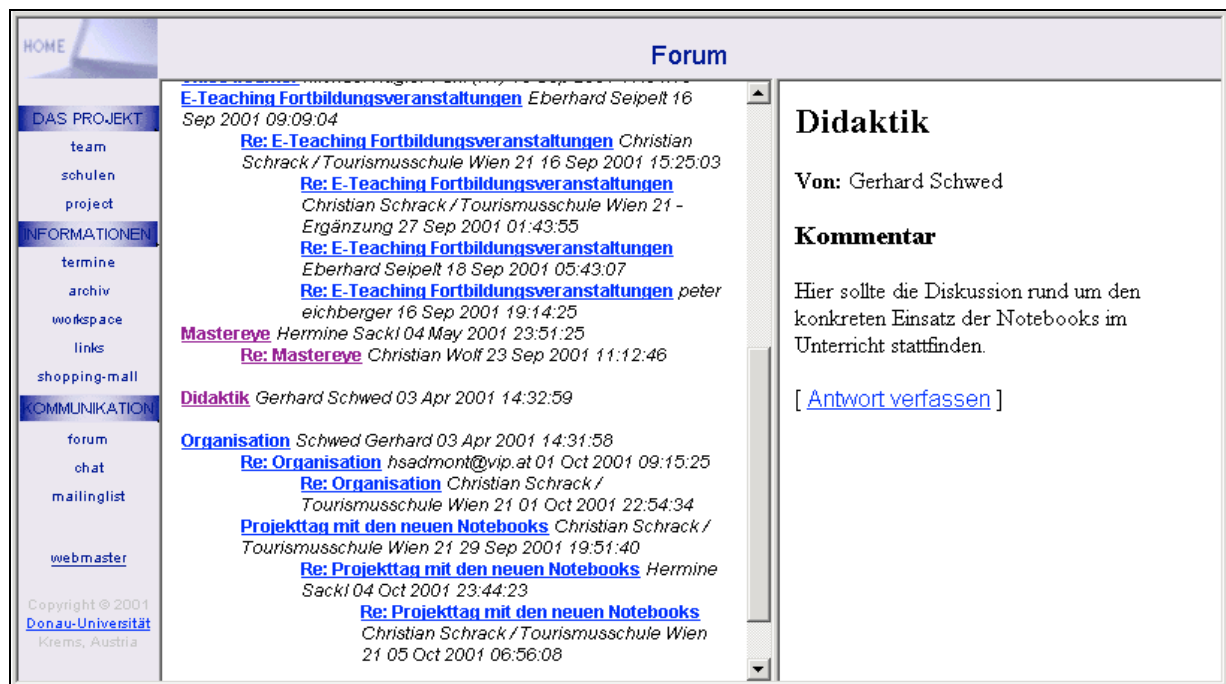 HOME
Forum
DAS PROJEKT
team
schulen
project
INFORMATIONEN
termine
archiv
workspace
links
shopping-mall
KOMMUNIKATION
forum
chat
mailinglist
webmaster
Copyright © 2001
Donau-Universität
Krems, Austria
E-Teaching Fortbildungsveranstaltungen Eberhard Seipelt 16
Sep 2001 09:09:04
Re: E-Teaching Fortbildungsveranstaltungen Christian
Schrack / Tourismusschule Wien 21 16 Sep 2001 15:25:03
Re: E-Teaching Fortbildungsveranstaltungen
Christian Schrack / Tourismusschule Wien 21 -
Ergänzung 27 Sep 2001 01:43:55
Re: E-Teaching Fortbildungsveranstaltungen
Eberhard Seipelt 18 Sep 2001 05:43:07
Re: E-Teaching Fortbildungsveranstaltungen peter
eichberger 16 Sep 2001 19:14:25
Mastereye Hermine Sackl 04 May 2001 23:51:25
Re: Mastereye Christian Wolf 23 Sep 2001 11:12:46
Didaktik Gerhard Schwed 03 Apr 2001 14:32:59
Organisation Schwed Gerhard 03 Apr 2001 14:31:58
Re: Organisation hsadmont@vip.at 01 Oct 2001 09:15:25
Re: Organisation Christian Schrack /
Tourismusschule Wien 21 01 Oct 2001 22:54:34
Projekttag mit den neuen Notebooks Christian Schrack /
Tourismusschule Wien 21 29 Sep 2001 19:51:40
Re: Projekttag mit den neuen Notebooks Hermine
Sackl 04 Oct 2001 23:44:23
Re: Projekttag mit den neuen Notebooks
Christian Schrack / Tourismusschule Wien
21 05 Oct 2001 06:56:08
Didaktik
Von: Gerhard Schwed
Kommentar
Hier sollte die Diskussion rund um den
konkreten Einsatz der Notebooks im
Unterricht stattfinden.
[ Antwort verfassen ]